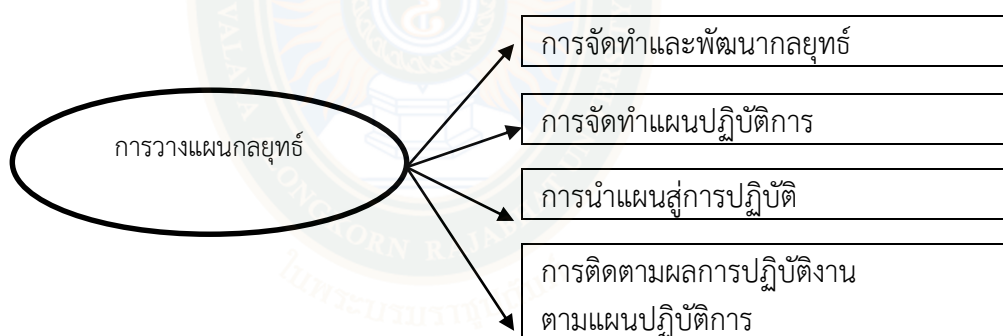 การจัดทำและพัฒนากลยุทธ์
การวางแผนกลยุทธ์
การจัดทำแผนปฏิบัติการ
การนำแผนสู่การปฏิบัติ
การติดตามผลการปฏิบัติงาน
ตามแผนปฏิบัติการ